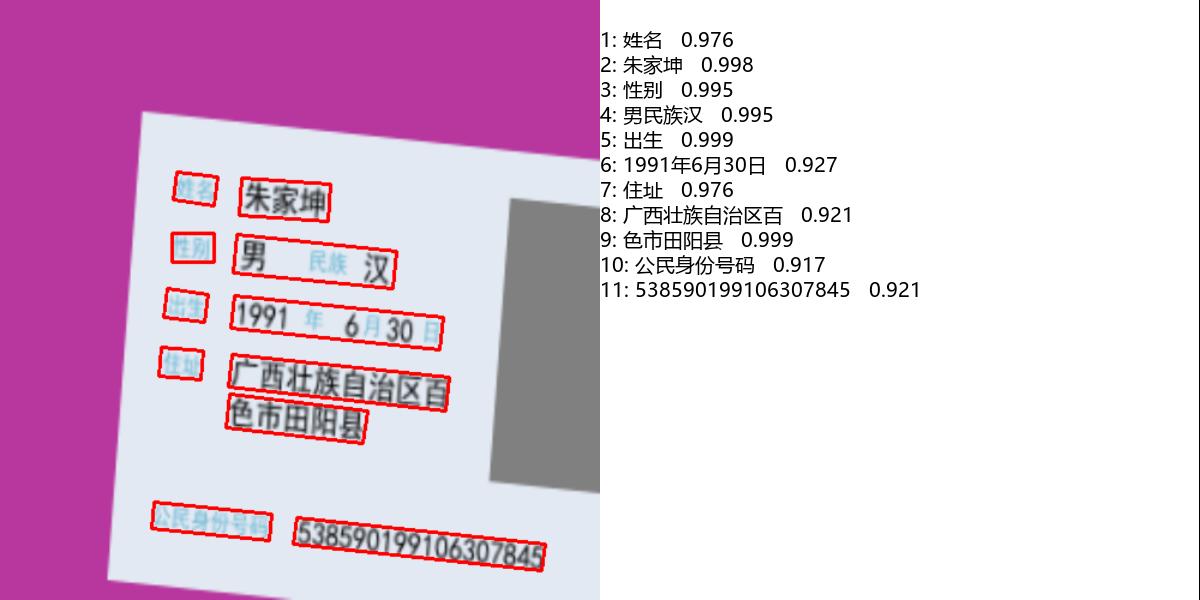 姓名 朱家坤
性别 男 民族 汉
出生 1991 年 6 月 30 日
住址 广西壮族自治区百
色市田阳县
公民身份号码 538590199106307845
1: 姓名 0.976
2: 朱家坤 0.998
3: 性别 0.995
4: 男民族汉 0.995
5: 出生 0.999
6: 1991年6月30日 0.927
7: 住址 0.976
8: 广西壮族自治区百 0.921
9: 色市田阳县 0.999
10: 公民身份号码 0.917
11: 538590199106307845 0.921